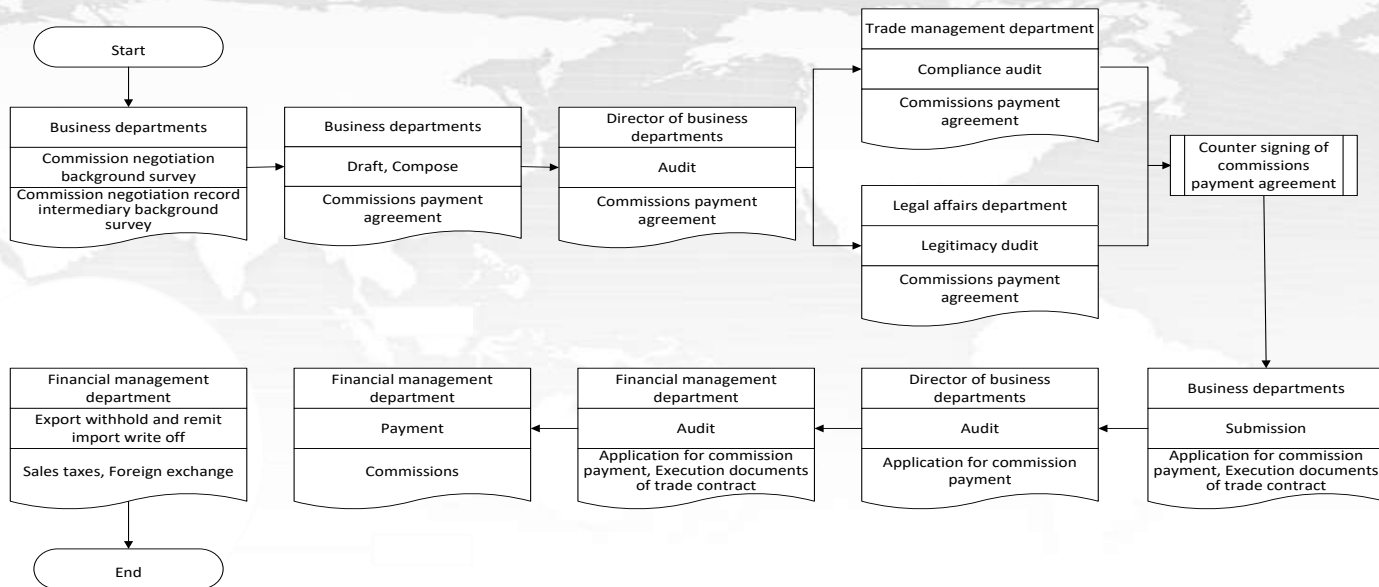 Start
Business departments
Commission negotiation
background survey
Commission negotiation record
intermediary background
survey
Business departments
Draft, Compose
Commissions payment
agreement
Director of business
departments
Audit
Commissions payment
agreement
Trade management department
Compliance audit
Commissions payment
agreement
Legal affairs department
Legitimacy dudit
Commissions payment
agreement
Counter signing of
commissions
payment agreement
Business departments
Submission
Application for commission
payment, Execution documents
of trade contract
Director of business
departments
Audit
Application for commission
payment
Financial management
department
Audit
Application for commission
payment, Execution documents
of trade contract
Financial management
department
Payment
Commissions
Financial management
department
Export withhold and remit
import write off
Sales taxes, Foreign exchange
End